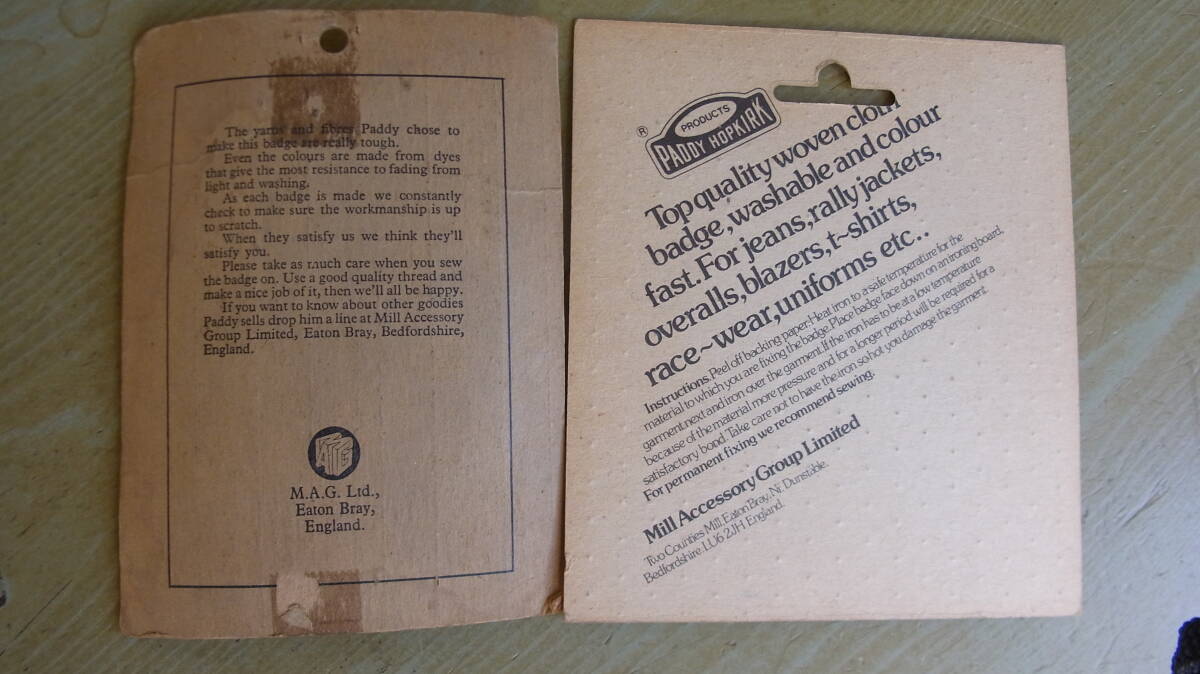 The yarns and fibres Paddy chose to
make this badge are really tough.
Even the colours are made from dyes
that give the most resistance to fading from
light and washing.
As each badge is made we constantly
check to make sure the workmanship is up
to scratch.
When they satisfy us we think they'll
satisfy you.
Please take as much care when you sew
the badge on. Use a good quality thread and
make a nice job of it, then we'll all be happy.
If you want to know about other goodies
Paddy sells drop him a line at Mill Accessory
Group Limited, Eaton Bray, Bedfordshire,
England.
M.A.G. Ltd.,
Eaton Bray,
England.
®
PRODUCTS
PADDY HOPKIRK
Top quality woven cloth
badge, washable and colour
fast. For jeans, rally jackets,
overalls, blazers, t~shirts,
race~wear, uniforms etc..
Instructions. Peel off backing paper. Heat iron to a safe temperature for the
material to which you are fixing the badge. Place badge face down on an ironing board,
garment next and iron over the garment. If the iron has to be at a low temperature
because of the material more pressure and for a longer period will be required for a
satisfactory bond. Take care not to have the iron so hot you damage the garment.
For permanent fixing we recommend sewing.
Mill Accessory Group Limited
Two Counties Mill, Eaton Bray, Nr. Dunstable.
Bedfordshire. LU6 2JH England.